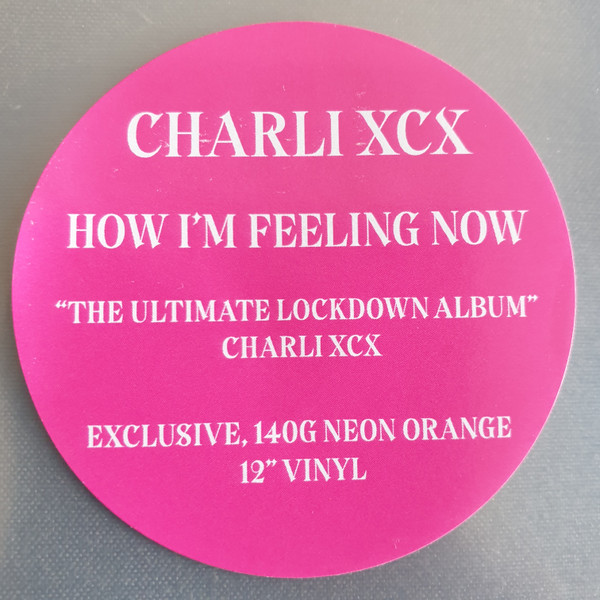 CHARLI XCX
HOW I'M FEELING NOW
“THE ULTIMATE LOCKDOWN ALBUM”
CHARLI XCX
EXCLUSIVE, 140G NEON ORANGE
12” VINYL